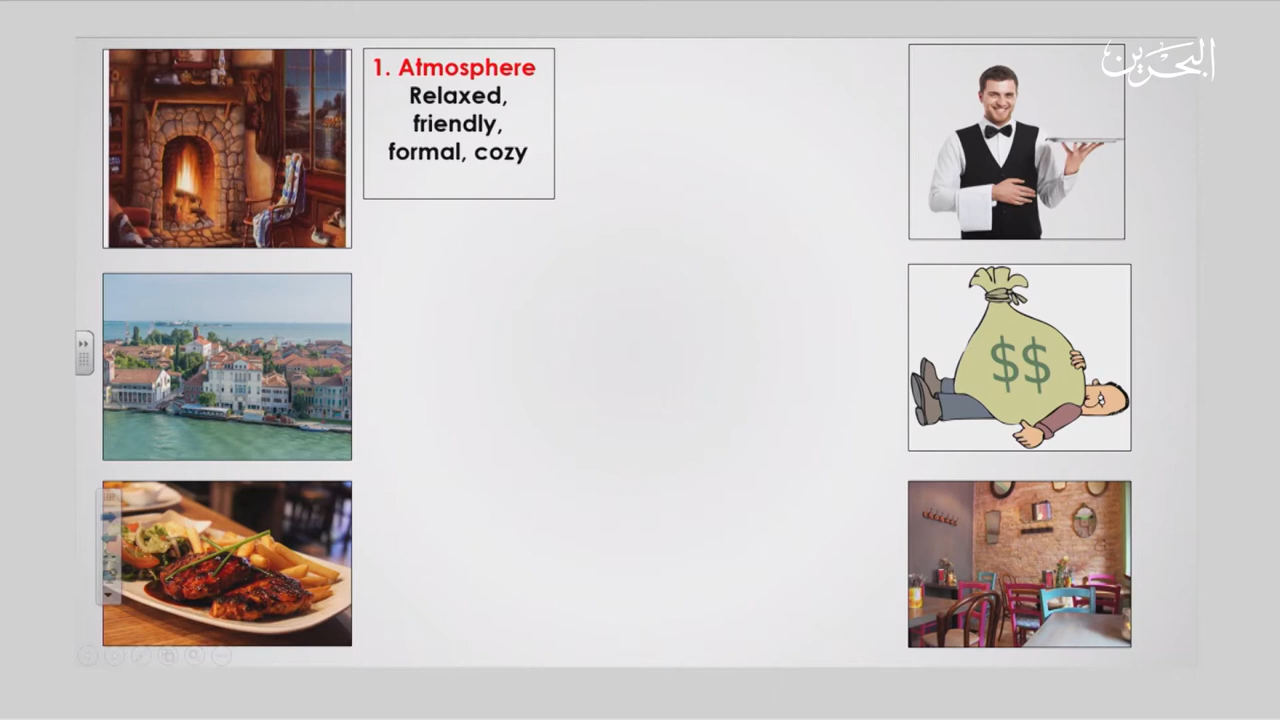 1. Atmosphere
Relaxed,
friendly,
formal, cozy
البحرين
$$